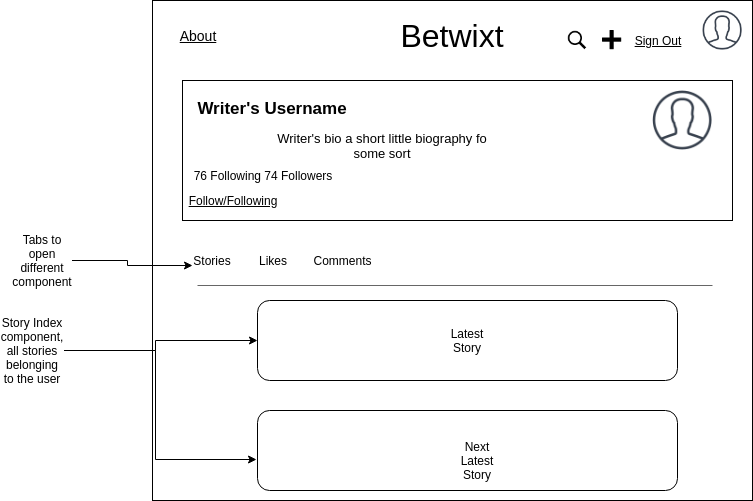 About
Betwixt
Sign Out
Writer's Username
Writer's bio a short little biography fo
some sort
76 Following 74 Followers
Follow/Following
Tabs to
open
different
component
Stories
Likes
Comments
Story Index
component,
all stories
belonging
to the user
Latest
Story
Next
Latest
Story